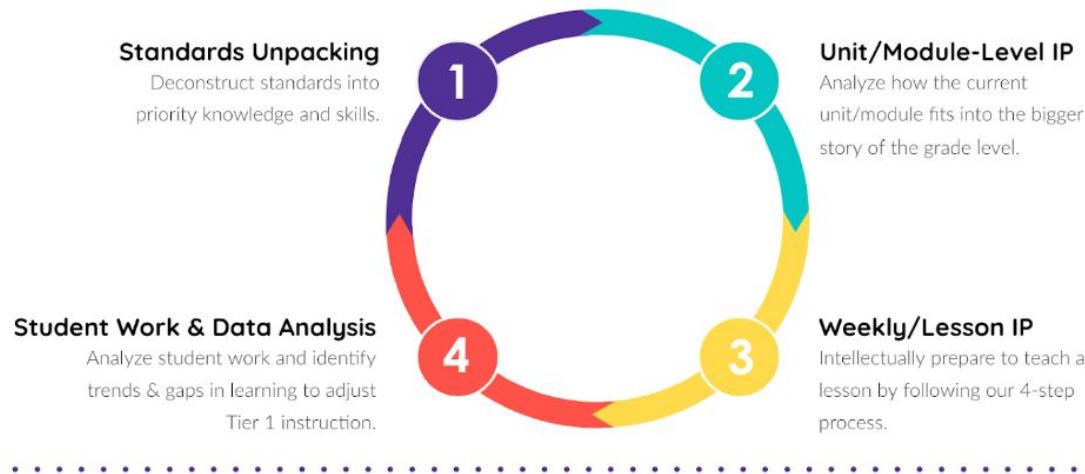 1
Standards Unpacking
Deconstruct standards into
priority knowledge and skills.
2
Unit/Module-Level IP
Analyze how the current
unit/module fits into the bigger
story of the grade level.
3
Weekly/Lesson IP
Intellectually prepare to teach a
lesson by following our 4-step
process.
4
Student Work & Data Analysis
Analyze student work and identify
trends & gaps in learning to adjust
Tier 1 instruction.